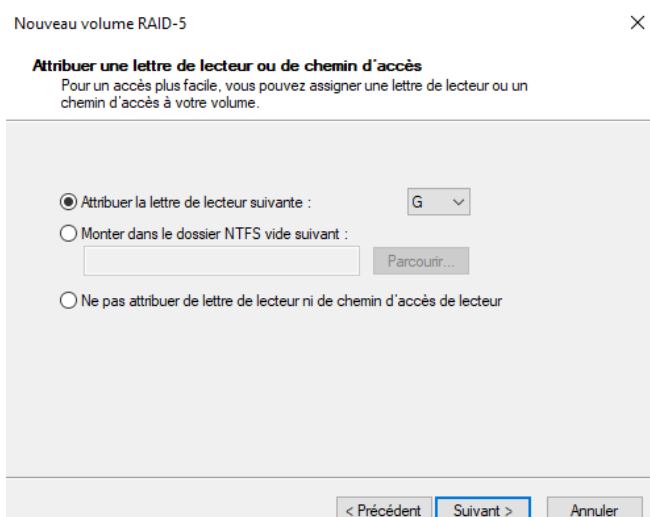 Nouveau volume RAID-5
Attribuer une lettre de lecteur ou de chemin d'accès
Pour un accès plus facile, vous pouvez assigner une lettre de lecteur ou un
chemin d'accès à votre volume.
Attribuer la lettre de lecteur suivante :
G
Monter dans le dossier NTFS vide suivant :
Parcourir...
Ne pas attribuer de lettre de lecteur ni de chemin d'accès de lecteur
< Précédent
Suivant >
Annuler